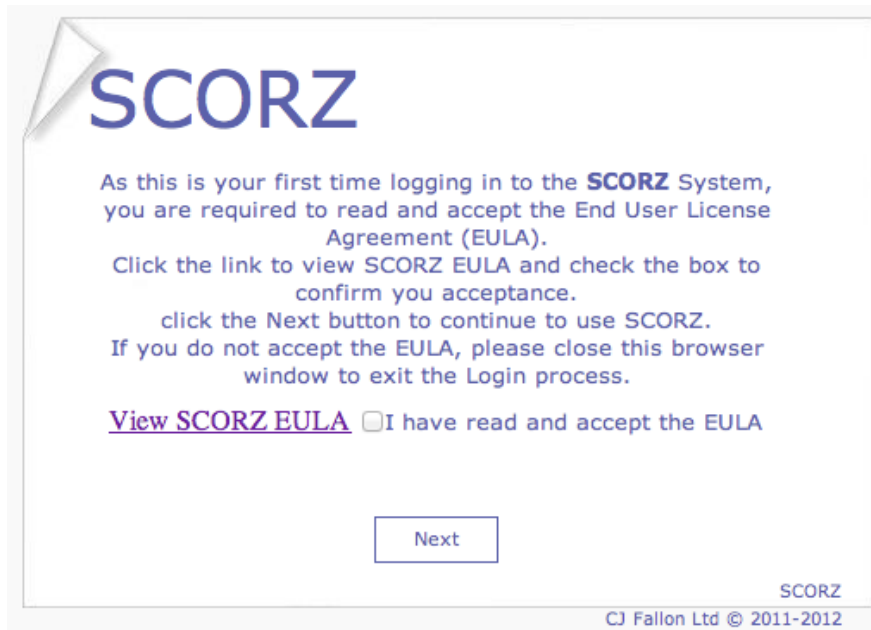 SCORZ
As this is your first time logging in to the SCORZ System,
you are required to read and accept the End User License
Agreement (EULA).
Click the link to view SCORZ EULA and check the box to
confirm you acceptance.
click the Next button to continue to use SCORZ.
If you do not accept the EULA, please close this browser
window to exit the Login process.
View SCORZ EULA I have read and accept the EULA
Next
SCORZ
CJ Fallon Ltd © 2011-2012